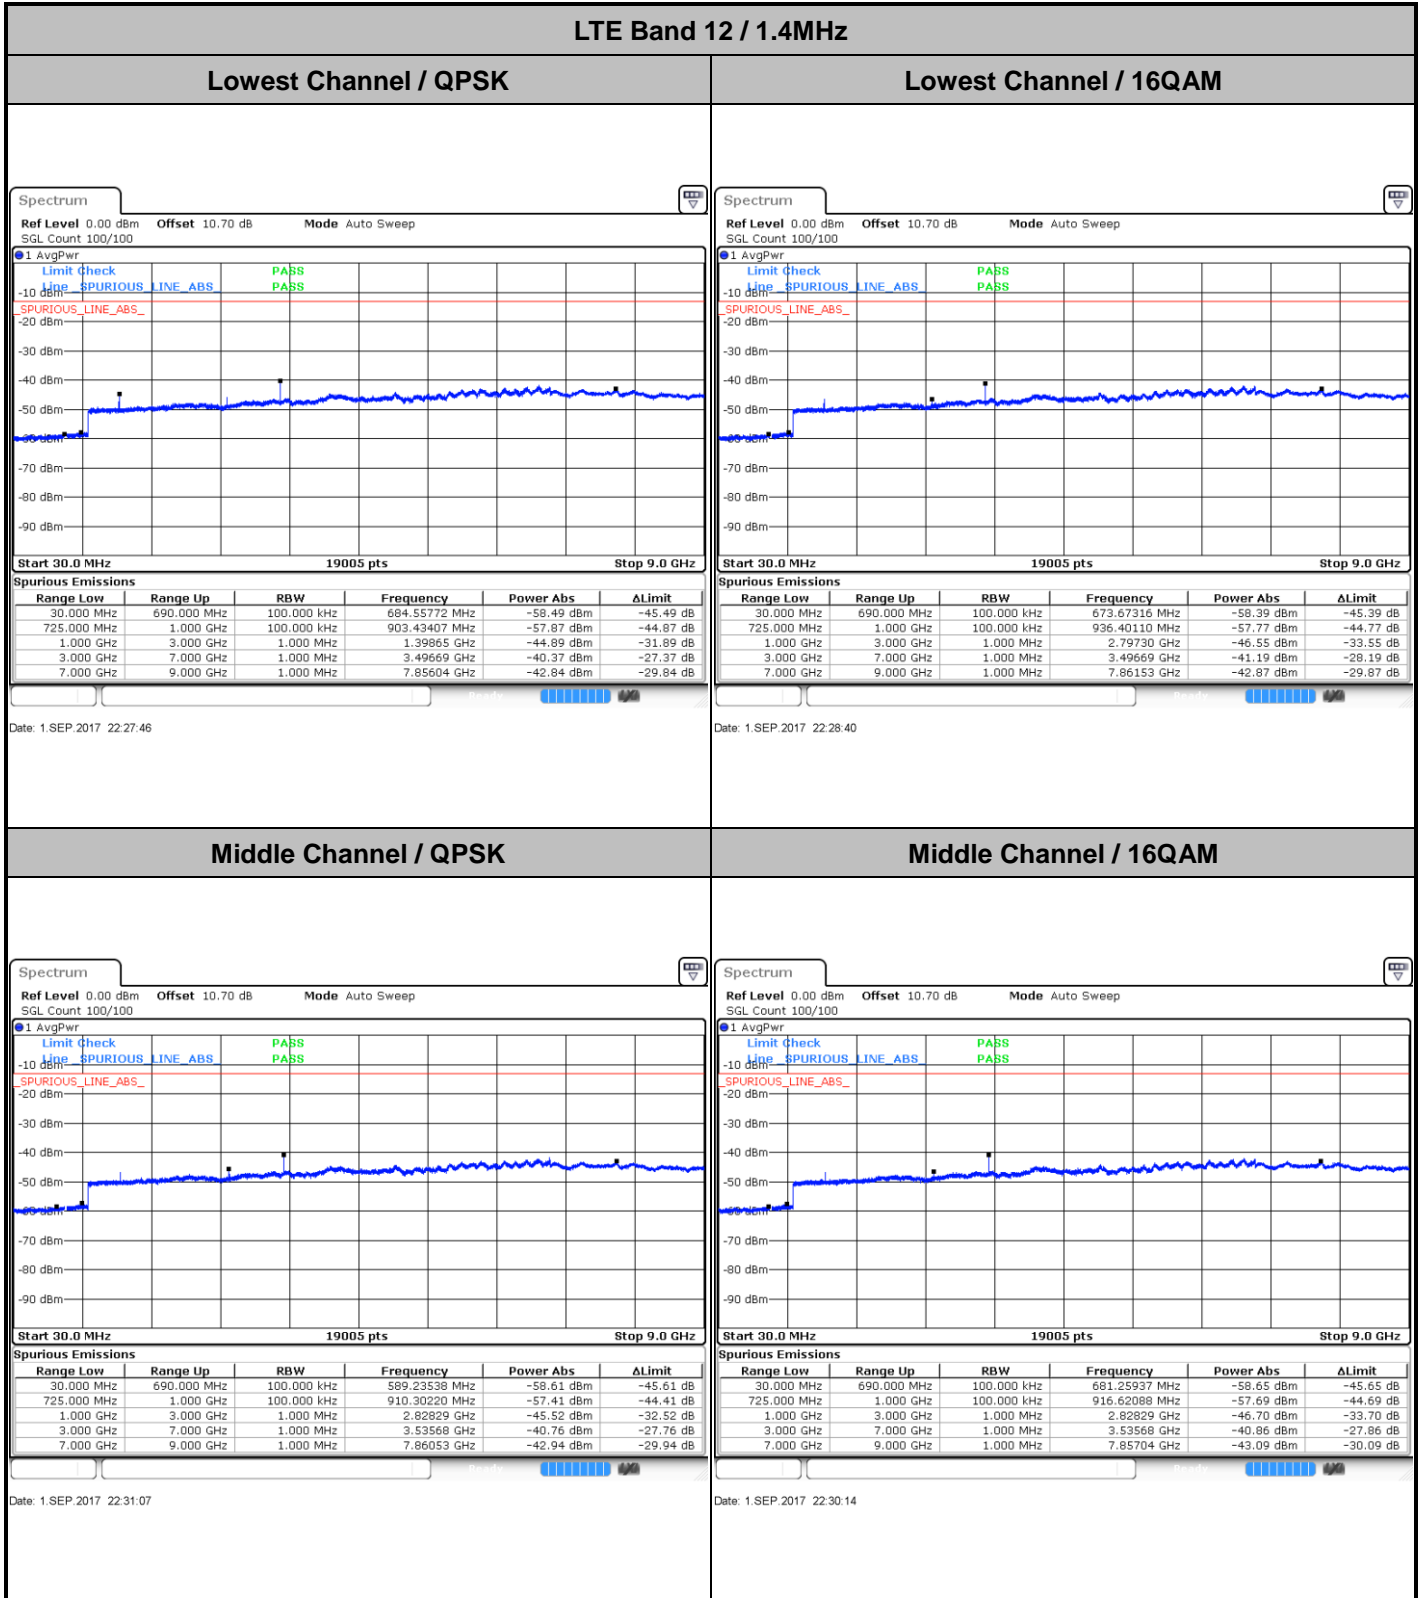 LTE Band 12 / 1.4MHz
Lowest Channel / QPSK
Lowest Channel / 16QAM
Spectrum
Ref Level 0.00 dBm Offset 10.70 dB Mode Auto Sweep
SGL Count 100/100
1 AvgPwr
Limit Check PASS
Line _SPURIOUS_LINE_ABS_ PASS
-10 dBm
_SPURIOUS_LINE_ABS_
-20 dBm
-30 dBm
-40 dBm
-50 dBm
-60 dBm
-70 dBm
-80 dBm
-90 dBm
Start 30.0 MHz 19005 pts Stop 9.0 GHz
Spurious Emissions
Range Low Range Up RBW Frequency Power Abs ΔLimit
30.000 MHz 690.000 MHz 100.000 kHz 684.55772 MHz -58.49 dBm -45.49 dB
725.000 MHz 1.000 GHz 100.000 kHz 903.43407 MHz -57.87 dBm -44.87 dB
1.000 GHz 3.000 GHz 1.000 MHz 1.39865 GHz -44.89 dBm -31.89 dB
3.000 GHz 7.000 GHz 1.000 MHz 3.49669 GHz -40.37 dBm -27.37 dB
7.000 GHz 9.000 GHz 1.000 MHz 7.85604 GHz -42.84 dBm -29.84 dB
Date: 1.SEP.2017 22:27:46
Spectrum
Ref Level 0.00 dBm Offset 10.70 dB Mode Auto Sweep
SGL Count 100/100
1 AvgPwr
Limit Check PASS
Line _SPURIOUS_LINE_ABS_ PASS
-10 dBm
_SPURIOUS_LINE_ABS_
-20 dBm
-30 dBm
-40 dBm
-50 dBm
-60 dBm
-70 dBm
-80 dBm
-90 dBm
Start 30.0 MHz 19005 pts Stop 9.0 GHz
Spurious Emissions
Range Low Range Up RBW Frequency Power Abs ΔLimit
30.000 MHz 690.000 MHz 100.000 kHz 673.67316 MHz -58.39 dBm -45.39 dB
725.000 MHz 1.000 GHz 100.000 kHz 936.40110 MHz -57.77 dBm -44.77 dB
1.000 GHz 3.000 GHz 1.000 MHz 2.79730 GHz -46.55 dBm -33.55 dB
3.000 GHz 7.000 GHz 1.000 MHz 3.49669 GHz -41.19 dBm -28.19 dB
7.000 GHz 9.000 GHz 1.000 MHz 7.86153 GHz -42.87 dBm -29.87 dB
Ready
Date: 1.SEP.2017 22:28:40
Middle Channel / QPSK
Middle Channel / 16QAM
Spectrum
Ref Level 0.00 dBm Offset 10.70 dB Mode Auto Sweep
SGL Count 100/100
1 AvgPwr
Limit Check PASS
Line _SPURIOUS_LINE_ABS_ PASS
-10 dBm
_SPURIOUS_LINE_ABS_
-20 dBm
-30 dBm
-40 dBm
-50 dBm
-60 dBm
-70 dBm
-80 dBm
-90 dBm
Start 30.0 MHz 19005 pts Stop 9.0 GHz
Spurious Emissions
Range Low Range Up RBW Frequency Power Abs ΔLimit
30.000 MHz 690.000 MHz 100.000 kHz 589.23538 MHz -58.61 dBm -45.61 dB
725.000 MHz 1.000 GHz 100.000 kHz 910.30220 MHz -57.41 dBm -44.41 dB
1.000 GHz 3.000 GHz 1.000 MHz 2.82829 GHz -45.52 dBm -32.52 dB
3.000 GHz 7.000 GHz 1.000 MHz 3.53568 GHz -40.76 dBm -27.76 dB
7.000 GHz 9.000 GHz 1.000 MHz 7.86053 GHz -42.94 dBm -29.94 dB
Ready
Date: 1.SEP.2017 22:31:07
Spectrum
Ref Level 0.00 dBm Offset 10.70 dB Mode Auto Sweep
SGL Count 100/100
1 AvgPwr
Limit Check PASS
Line _SPURIOUS_LINE_ABS_ PASS
-10 dBm
_SPURIOUS_LINE_ABS_
-20 dBm
-30 dBm
-40 dBm
-50 dBm
-60 dBm
-70 dBm
-80 dBm
-90 dBm
Start 30.0 MHz 19005 pts Stop 9.0 GHz
Spurious Emissions
Range Low Range Up RBW Frequency Power Abs ΔLimit
30.000 MHz 690.000 MHz 100.000 kHz 681.25937 MHz -58.65 dBm -45.65 dB
725.000 MHz 1.000 GHz 100.000 kHz 916.62088 MHz -57.69 dBm -44.69 dB
1.000 GHz 3.000 GHz 1.000 MHz 2.82829 GHz -46.70 dBm -33.70 dB
3.000 GHz 7.000 GHz 1.000 MHz 3.53568 GHz -40.86 dBm -27.86 dB
7.000 GHz 9.000 GHz 1.000 MHz 7.85704 GHz -43.09 dBm -30.09 dB
Date: 1.SEP.2017 22:30:14